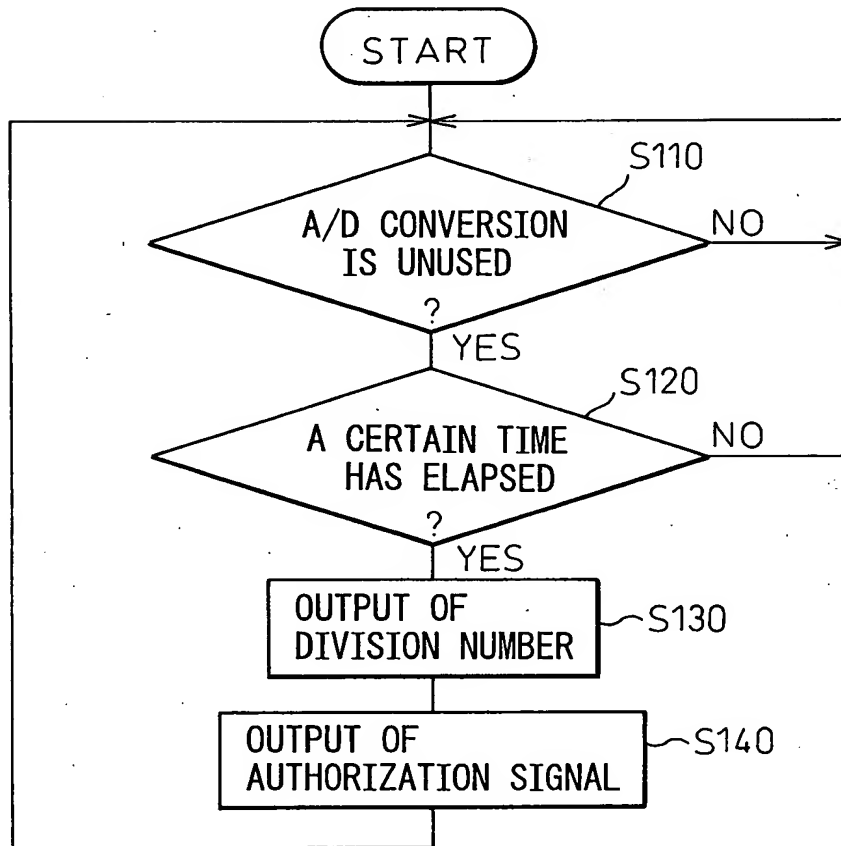 START
S110
A/D CONVERSION
IS UNUSED
?
NO
YES
S120
A CERTAIN TIME
HAS ELAPSED
?
NO
YES
OUTPUT OF
DIVISION NUMBER
S130
OUTPUT OF
AUTHORIZATION SIGNAL
S140